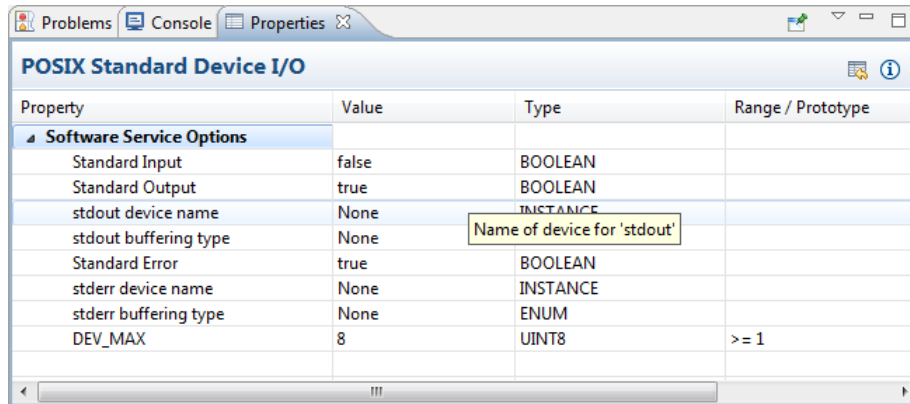 Problems Console Properties
POSIX Standard Device I/O
Property Value Type Range / Prototype
Software Service Options
Standard Input false BOOLEAN
Standard Output true BOOLEAN
stdout device name None INSTANCE
Name of device for 'stdout'
stdout buffering type None
Standard Error true BOOLEAN
stderr device name None INSTANCE
stderr buffering type None ENUM
DEV_MAX 8 UINT8 >= 1